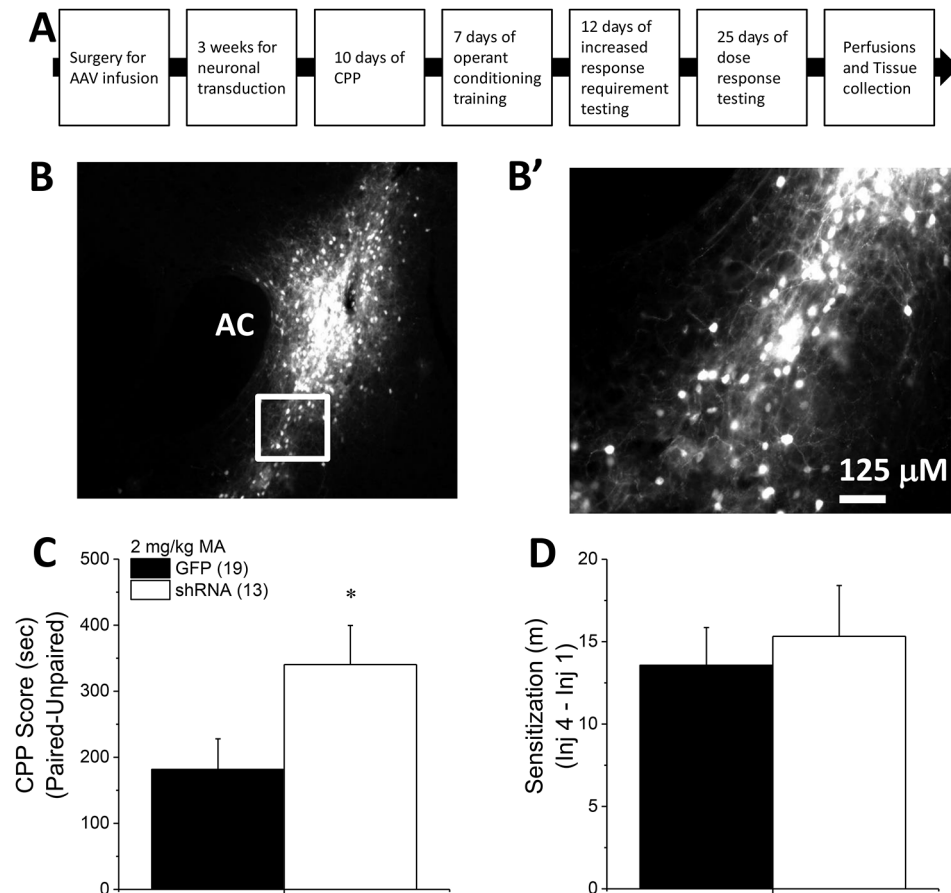 A
Surgery for
AAV infusion
3 weeks for
neuronal
transduction
10 days of
CPP
7 days of
operant
conditioning
training
12 days of
increased
response
requirement
testing
25 days of
dose
response
testing
Perfusions
and Tissue
collection
B
AC
B’
125 μM
C
2 mg/kg MA
GFP (19)
shRNA (13)
*
500
400
300
200
100
0
CPP Score (sec)
(Paired-Unpaired)
D
20
15
10
5
0
Sensitization (m)
(Inj 4 - Inj 1)